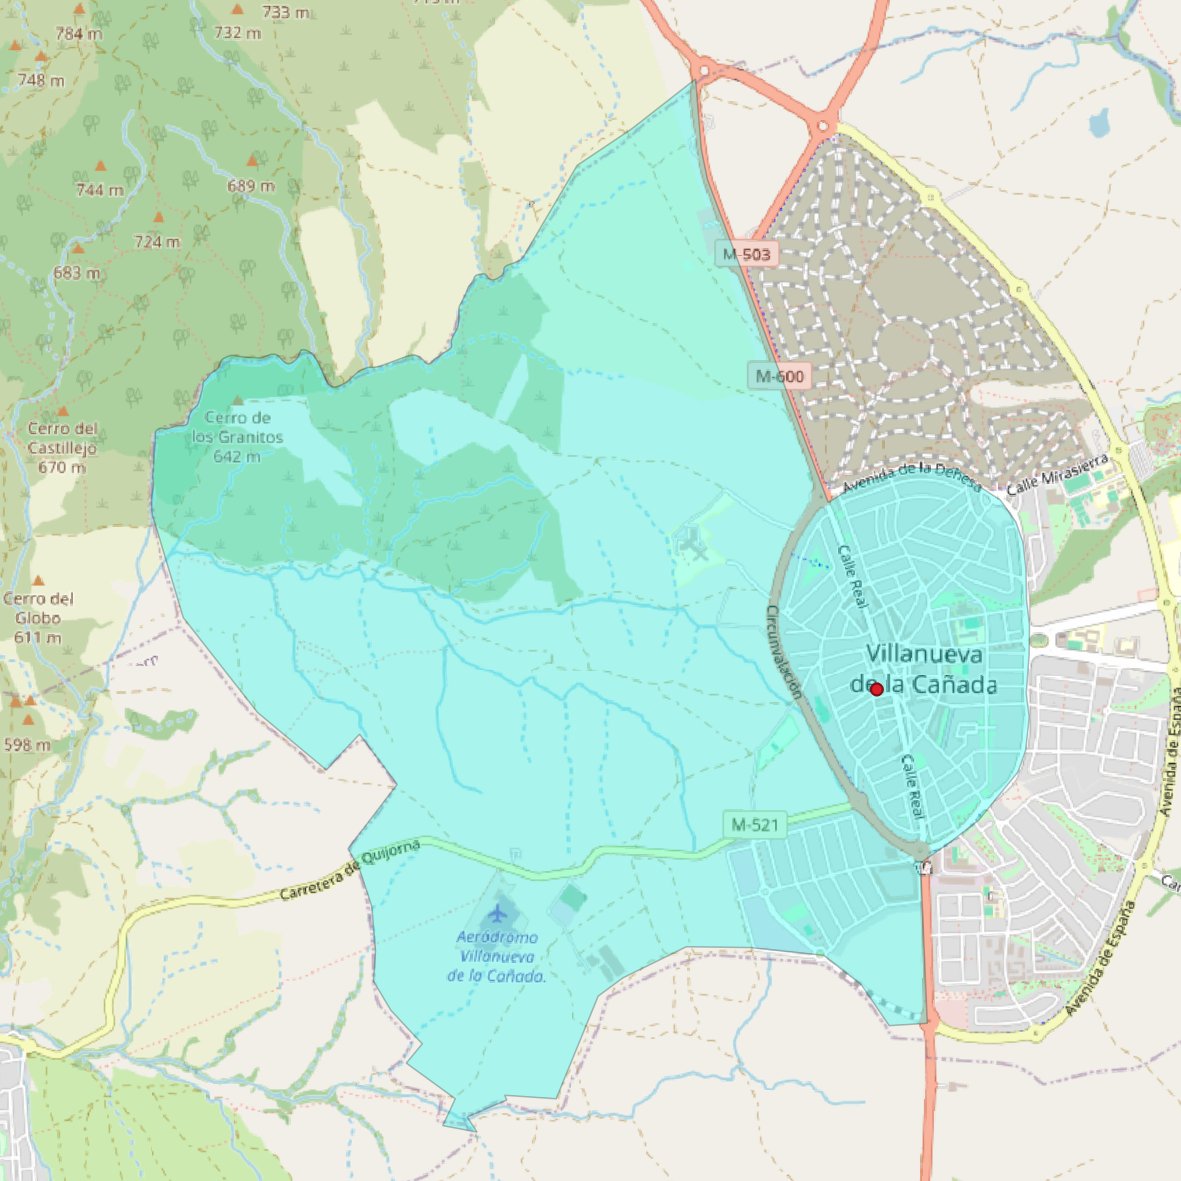 733 m
784 m
732 m
748 m
744 m
689 m
724 m
683 m
M-503
M-600
Cerro de
los Granitos
642 m
Cerro del
Castillejo
670 m
Avenida de la Dehesa
Calle Mirasierra
Calle Real
Cerro del
Globo
611 m
Circunvalación
Villanueva
de la Cañada
598 m
Avenida de España
Calle Real
M-521
Carretera de Quijorna
Avenida de España
Aeródromo
Villanueva
de la Cañada.